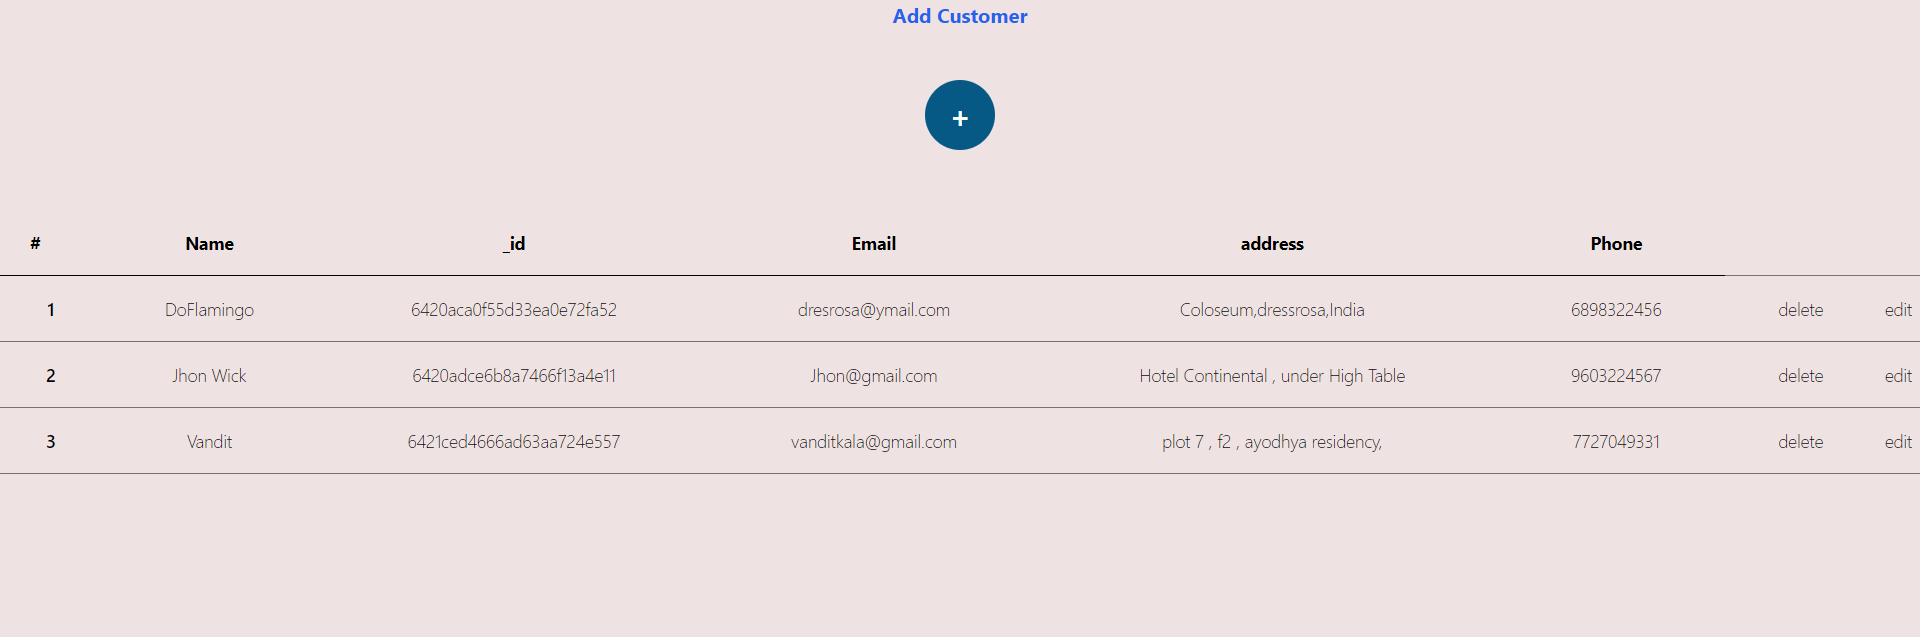 Add Customer
+
# Name _id Email address Phone
1 DoFlamingo 6420aca0f55d33ea0e72fa52 dresrosa@ymail.com Coloseum,dressrosa,India 6898322456 delete edit
2 Jhon Wick 6420adce6b8a7466f13a4e11 Jhon@gmail.com Hotel Continental , under High Table 9603224567 delete edit
3 Vandit 6421ced4666ad63aa724e557 vanditkala@gmail.com plot 7 , f2 , ayodhya residency, 7727049331 delete edit